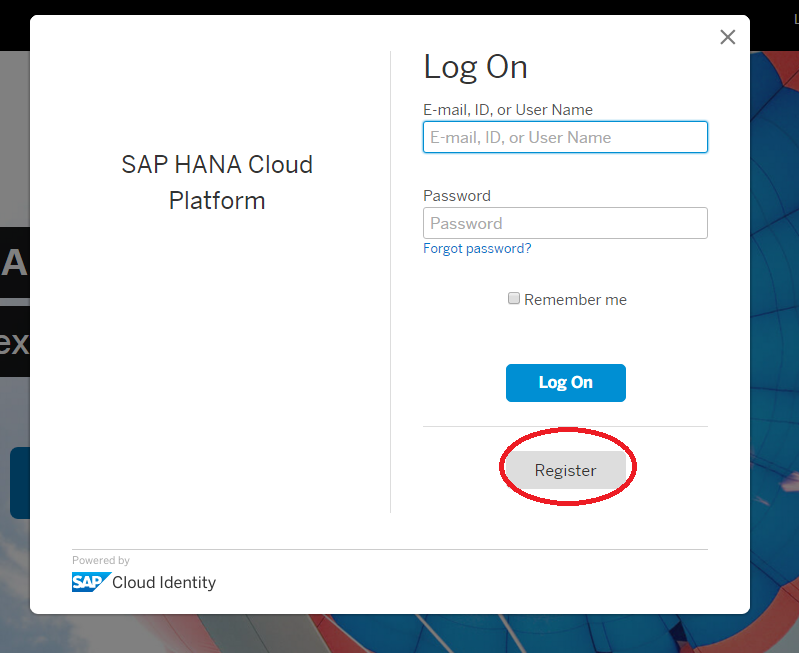 Log On
E-mail, ID, or User Name
E-mail, ID, or User Name
SAP HANA Cloud
Platform
Password
Password
Forgot password?
Remember me
Log On
Register
Powered by
SAP Cloud Identity